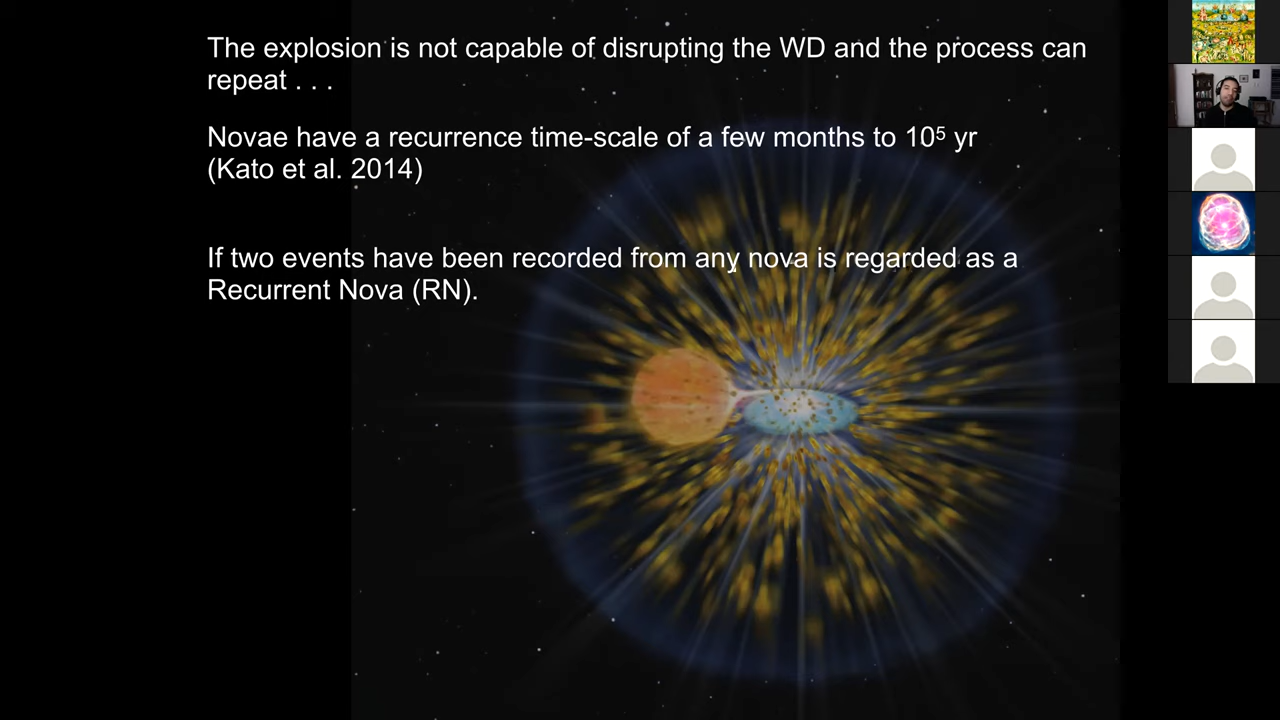 The explosion is not capable of disrupting the WD and the process can
repeat . . .
Novae have a recurrence time-scale of a few months to 10⁵ yr
(Kato et al. 2014)
If two events have been recorded from any nova is regarded as a
Recurrent Nova (RN).